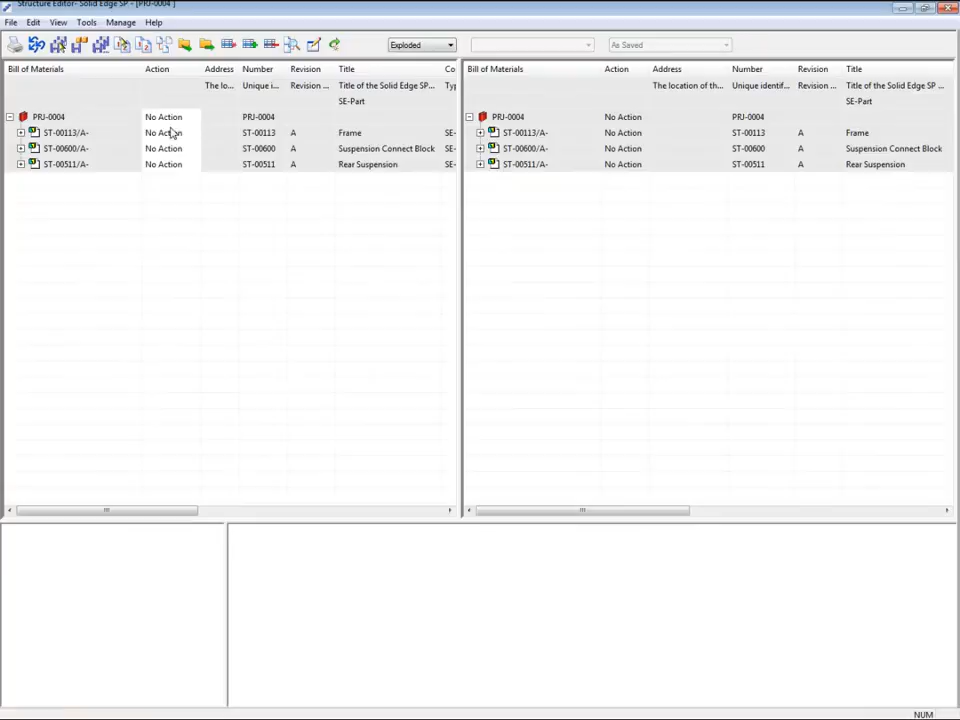 Structure Editor- Solid Edge SP - [PRJ-0004 ]
File Edit View Tools Manage Help
Exploded As Saved
Bill of Materials Action Address Number Revision Title Co
The lo... Unique i... Revision ... Title of the Solid Edge SP... Typ
SE-Part
PRJ-0004 No Action PRJ-0004
ST-00113/A- No Action ST-00113 A Frame SE-
ST-00600/A- No Action ST-00600 A Suspension Connect Block SE-
ST-00511/A- No Action ST-00511 A Rear Suspension SE-
Bill of Materials Action Address Number Revision Title
The location of th... Unique identif... Revision ... Title of the Solid Edge SP ...
SE-Part
PRJ-0004 No Action PRJ-0004
ST-00113/A- No Action ST-00113 A Frame
ST-00600/A- No Action ST-00600 A Suspension Connect Block
ST-00511/A- No Action ST-00511 A Rear Suspension
NUM